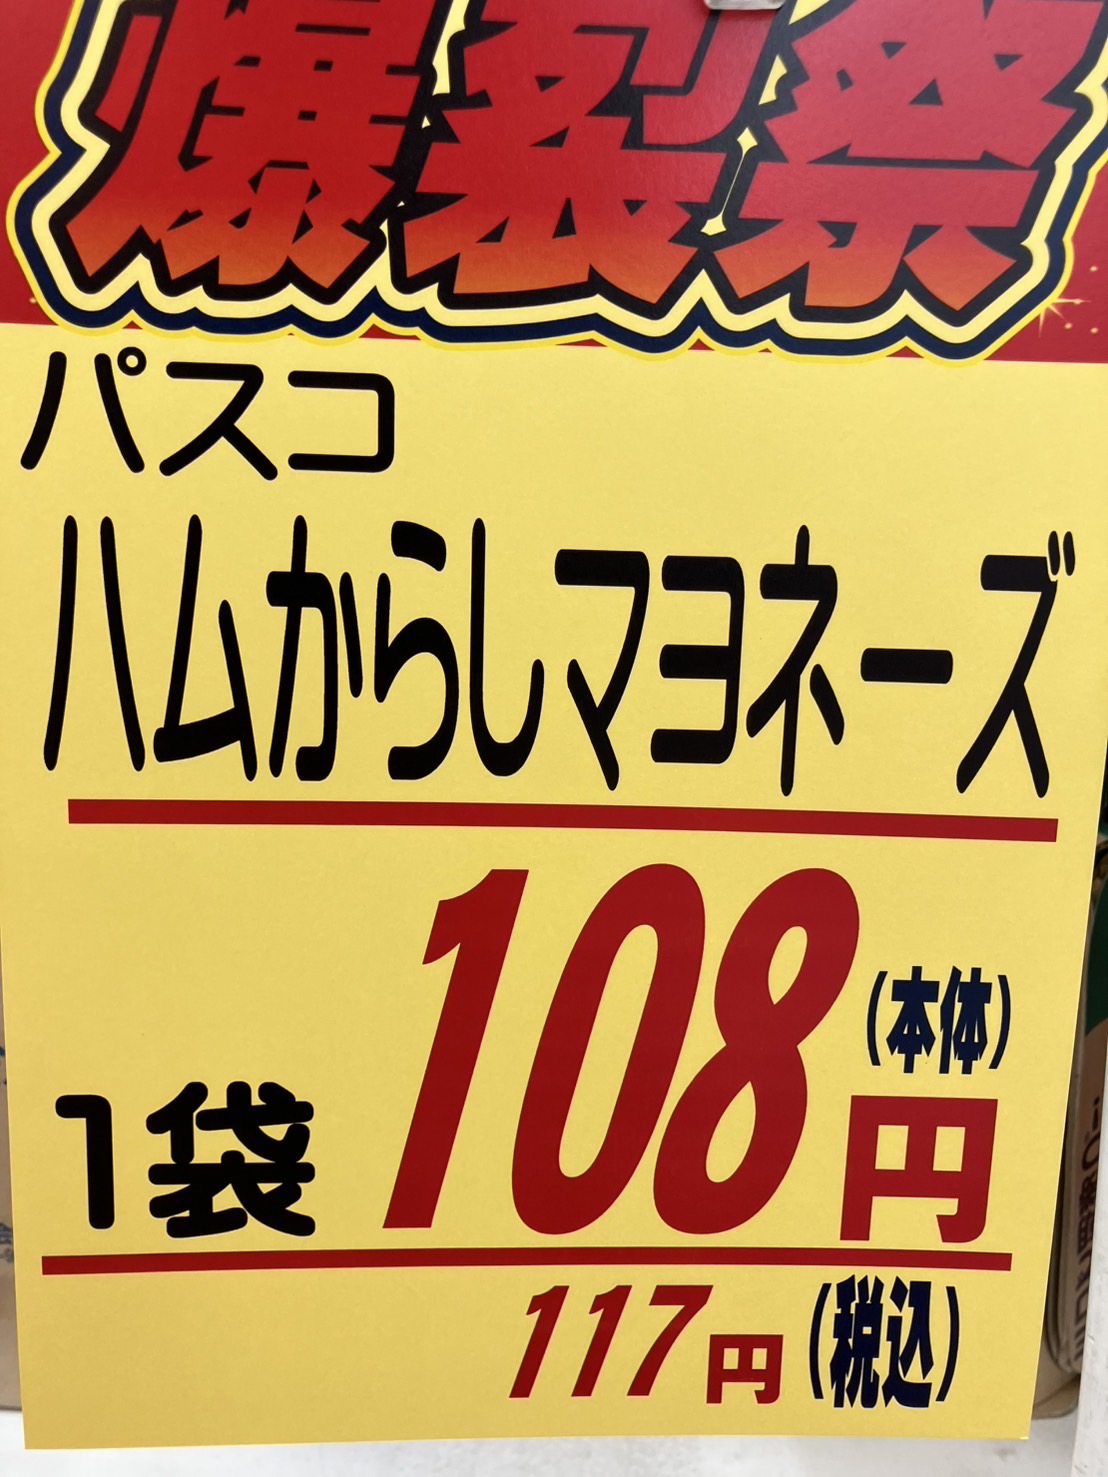 爆裂祭
パスコ
ハムからしマヨネーズ
1袋 108円 (本体)
117円 (税込)